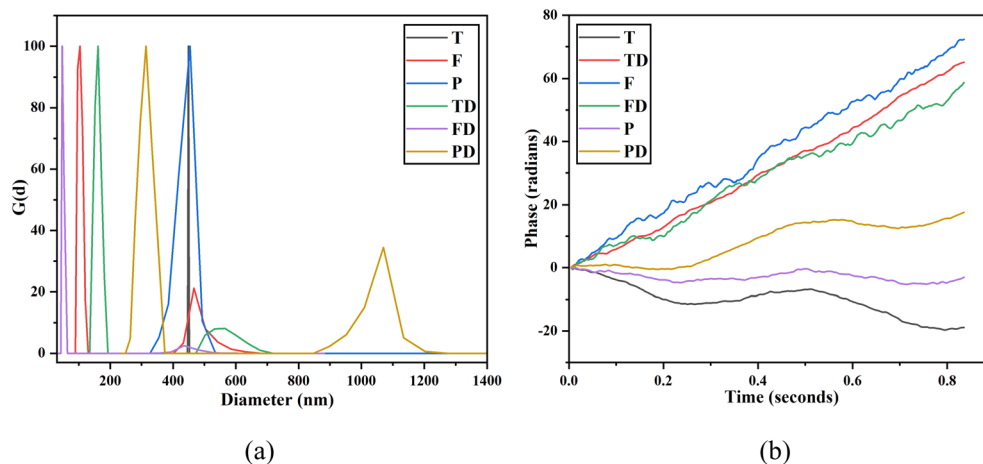 100
80
60
40
20
0
G(d)
T
F
P
TD
FD
PD
200 400 600 800 1000 1200 1400
Diameter (nm)
(a)
80
60
40
20
0
-20
Phase (radians)
T
TD
F
FD
P
PD
0.0 0.2 0.4 0.6 0.8
Time (seconds)
(b)